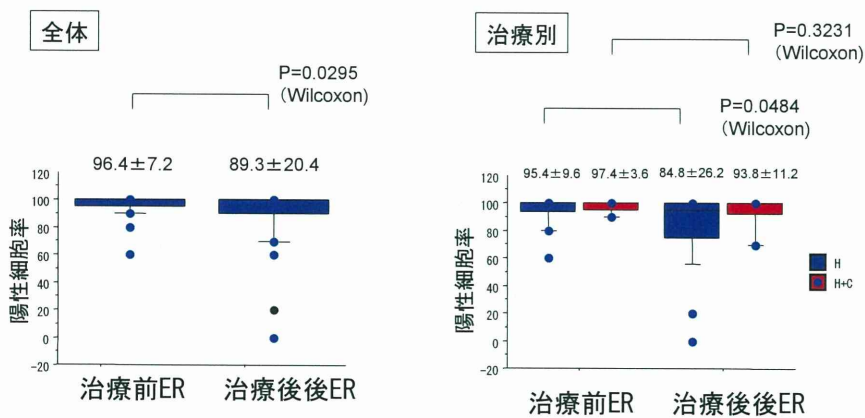 全体
P=0.0295
(Wilcoxon)
96.4±7.2 89.3±20.4
120
100
80
60
40
20
0
-20
陽性細胞率
治療前ER 治療後後ER
治療別
P=0.3231
(Wilcoxon)
P=0.0484
(Wilcoxon)
95.4±9.6 97.4±3.6 84.8±26.2 93.8±11.2
120
100
80
60
40
20
0
-20
陽性細胞率
H
H+C
治療前ER 治療後後ER